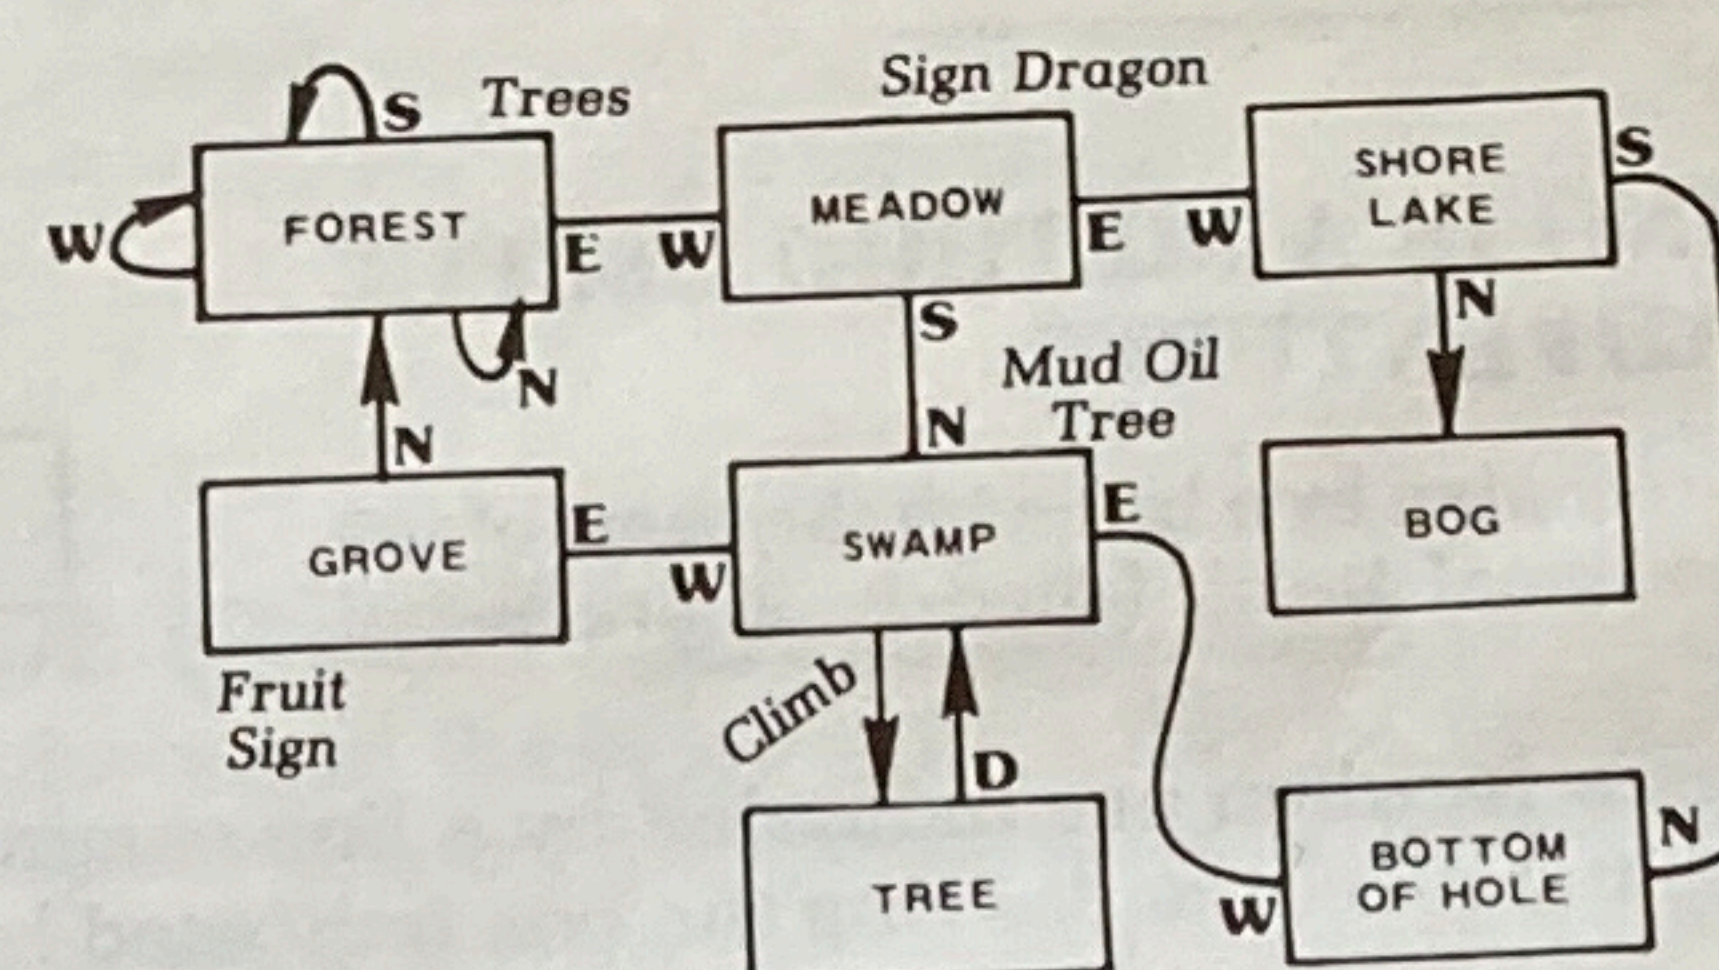 Sign Dragon
S Trees
SHORE
LAKE
S
FOREST
MEADOW
W
E W
E W
N
S
N
Mud Oil
Tree
N
N
E
E
GROVE
SWAMP
BOG
W
Fruit
Sign
Climb
D
N
TREE
BOTTOM
OF HOLE
W